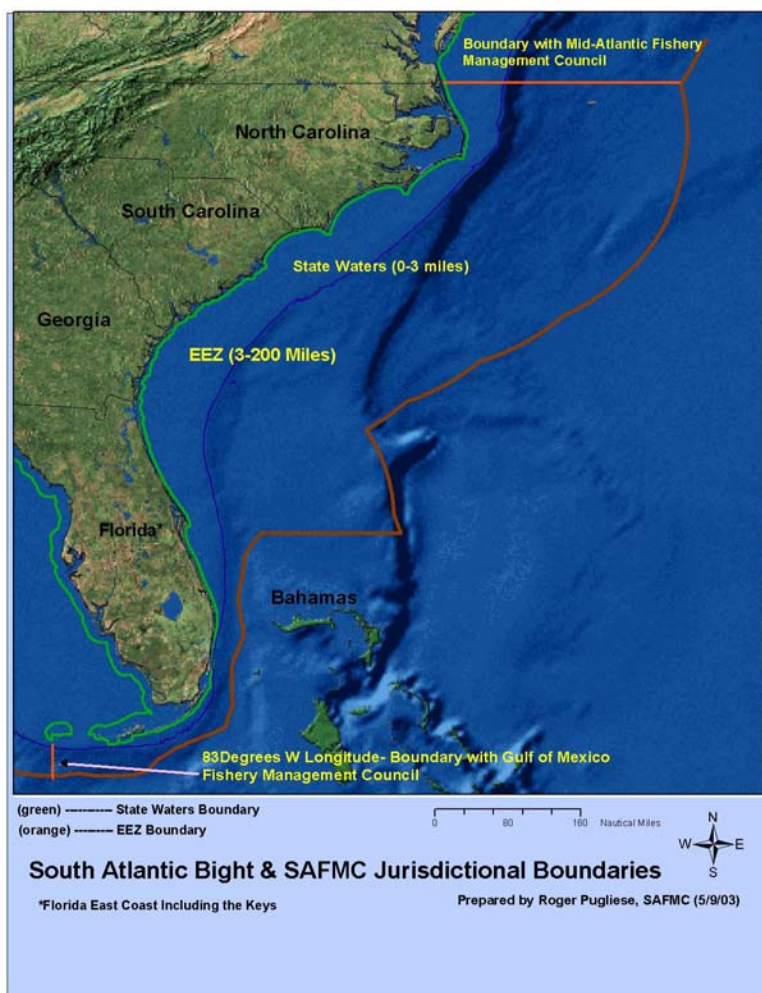 Boundary with Mid-Atlantic Fishery
Management Council
North Carolina
South Carolina
State Waters (0-3 miles)
Georgia
EEZ (3-200 Miles)
Florida*
Bahamas
83Degrees W Longitude- Boundary with Gulf of Mexico
Fishery Management Council
(green) ----------- State Waters Boundary
(orange) --------- EEZ Boundary
0 80 160 Nautical Miles
N
W E
S
South Atlantic Bight & SAFMC Jurisdictional Boundaries
*Florida East Coast Including the Keys
Prepared by Roger Pugliese, SAFMC (5/9/03)